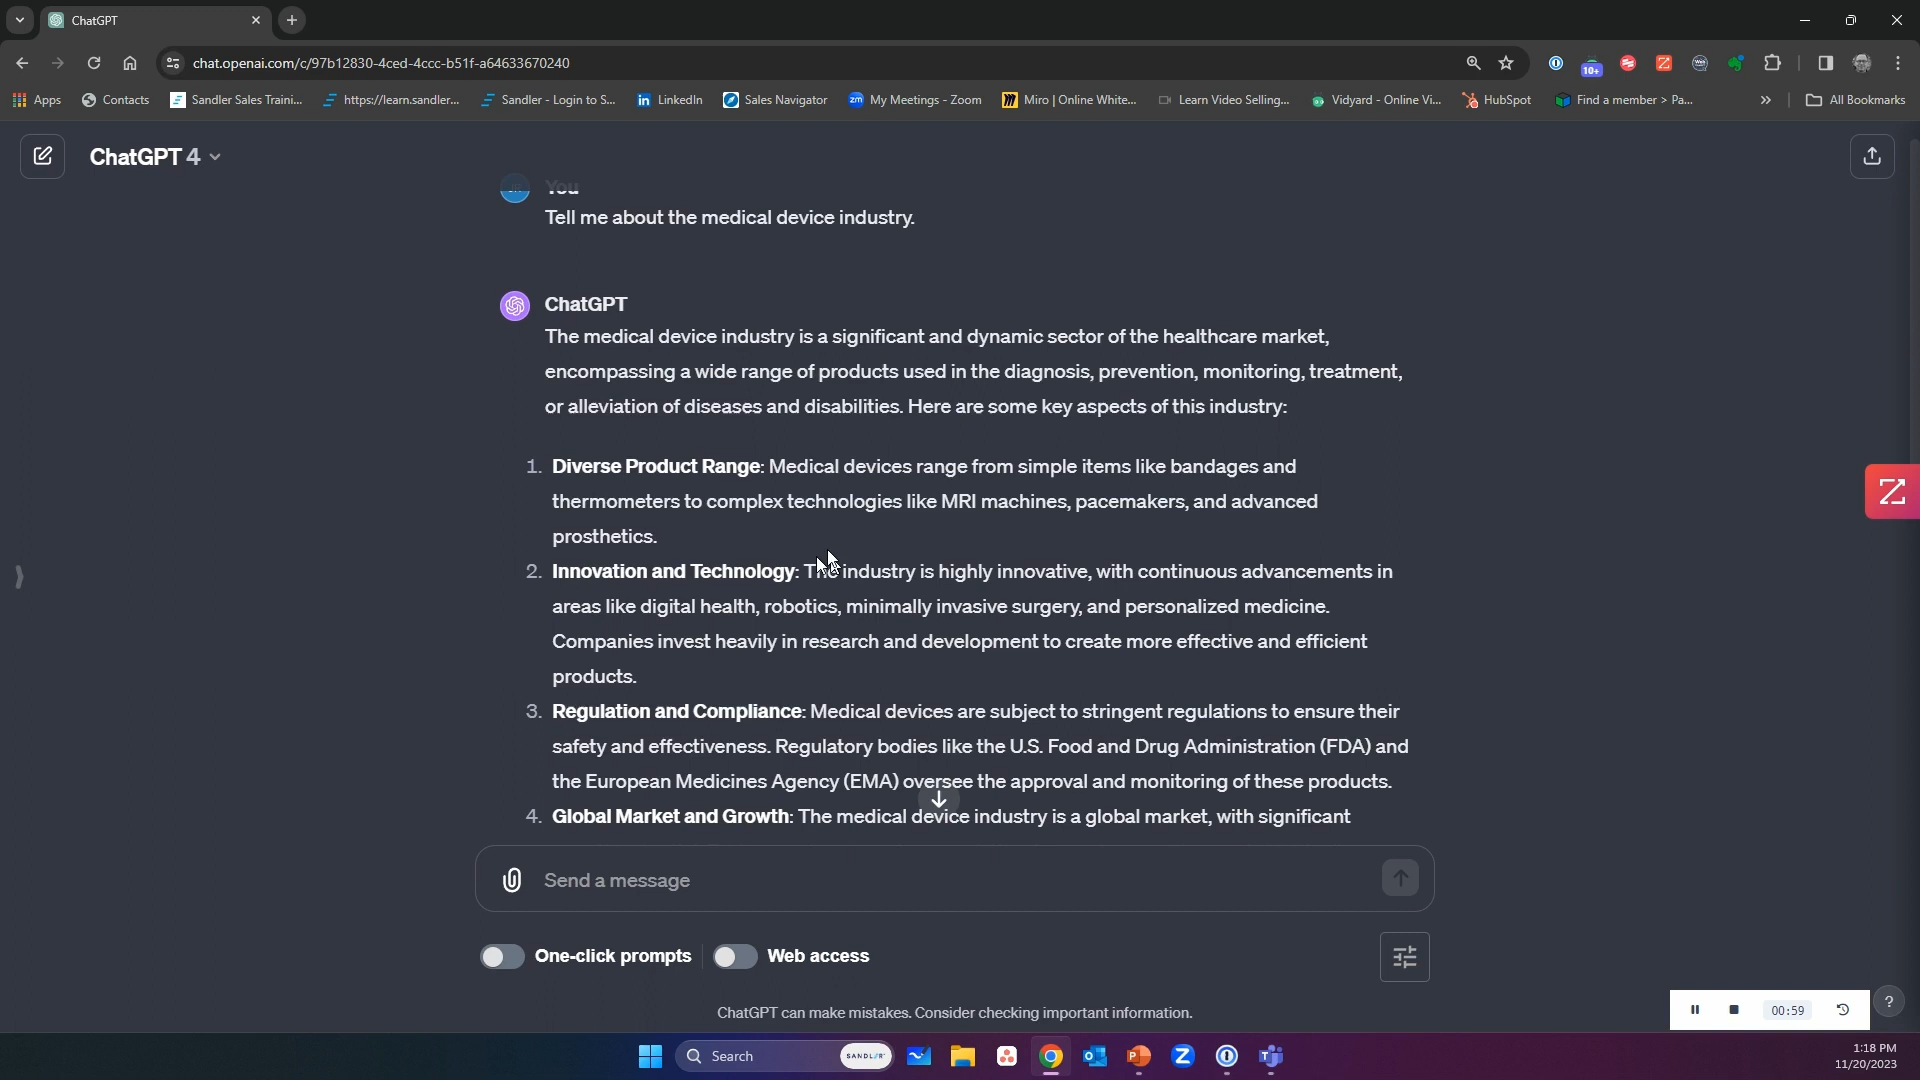 ChatGPT
chat.openai.com/c/97b12830-4ced-4ccc-b51f-a64633670240
10+
Apps
Contacts
Sandler Sales Traini...
https://learn.sandler...
Sandler - Login to S...
LinkedIn
Sales Navigator
My Meetings - Zoom
Miro | Online White...
Learn Video Selling...
Vidyard - Online Vi...
HubSpot
Find a member > Pa...
All Bookmarks
ChatGPT 4
You
Tell me about the medical device industry.
ChatGPT
The medical device industry is a significant and dynamic sector of the healthcare market,
encompassing a wide range of products used in the diagnosis, prevention, monitoring, treatment,
or alleviation of diseases and disabilities. Here are some key aspects of this industry:
1. Diverse Product Range: Medical devices range from simple items like bandages and
thermometers to complex technologies like MRI machines, pacemakers, and advanced
prosthetics.
2. Innovation and Technology: The industry is highly innovative, with continuous advancements in
areas like digital health, robotics, minimally invasive surgery, and personalized medicine.
Companies invest heavily in research and development to create more effective and efficient
products.
3. Regulation and Compliance: Medical devices are subject to stringent regulations to ensure their
safety and effectiveness. Regulatory bodies like the U.S. Food and Drug Administration (FDA) and
the European Medicines Agency (EMA) oversee the approval and monitoring of these products.
4. Global Market and Growth: The medical device industry is a global market, with significant
Send a message
One-click prompts
Web access
ChatGPT can make mistakes. Consider checking important information.
00:59
?
Search
SANDLER
1:18 PM
11/20/2023